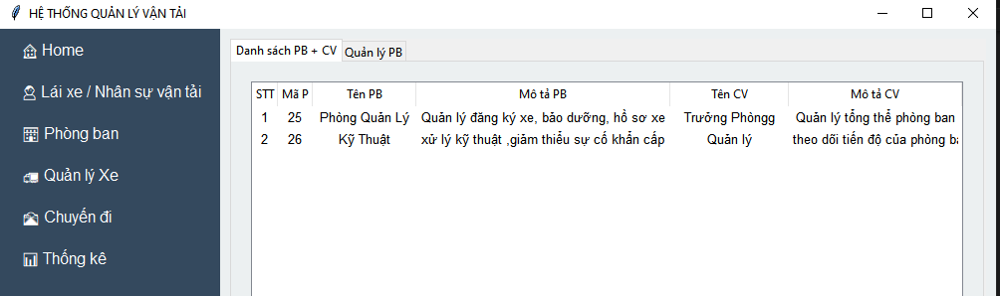 HỆ THỐNG QUẢN LÝ VẬN TẢI
Home
Lái xe / Nhân sự vận tải
Phòng ban
Quản lý Xe
Chuyến đi
Thống kê
Danh sách PB + CV Quản lý PB
STT Mã P Tên PB Mô tả PB Tên CV Mô tả CV
1 25 Phòng Quản Lý Quản lý đăng ký xe, bảo dưỡng, hồ sơ xe Trưởng Phòngg Quản lý tổng thể phòng ban
2 26 Kỹ Thuật xử lý kỹ thuật ,giảm thiểu sự cố khẩn cấp Quản lý theo dõi tiến độ của phòng ba